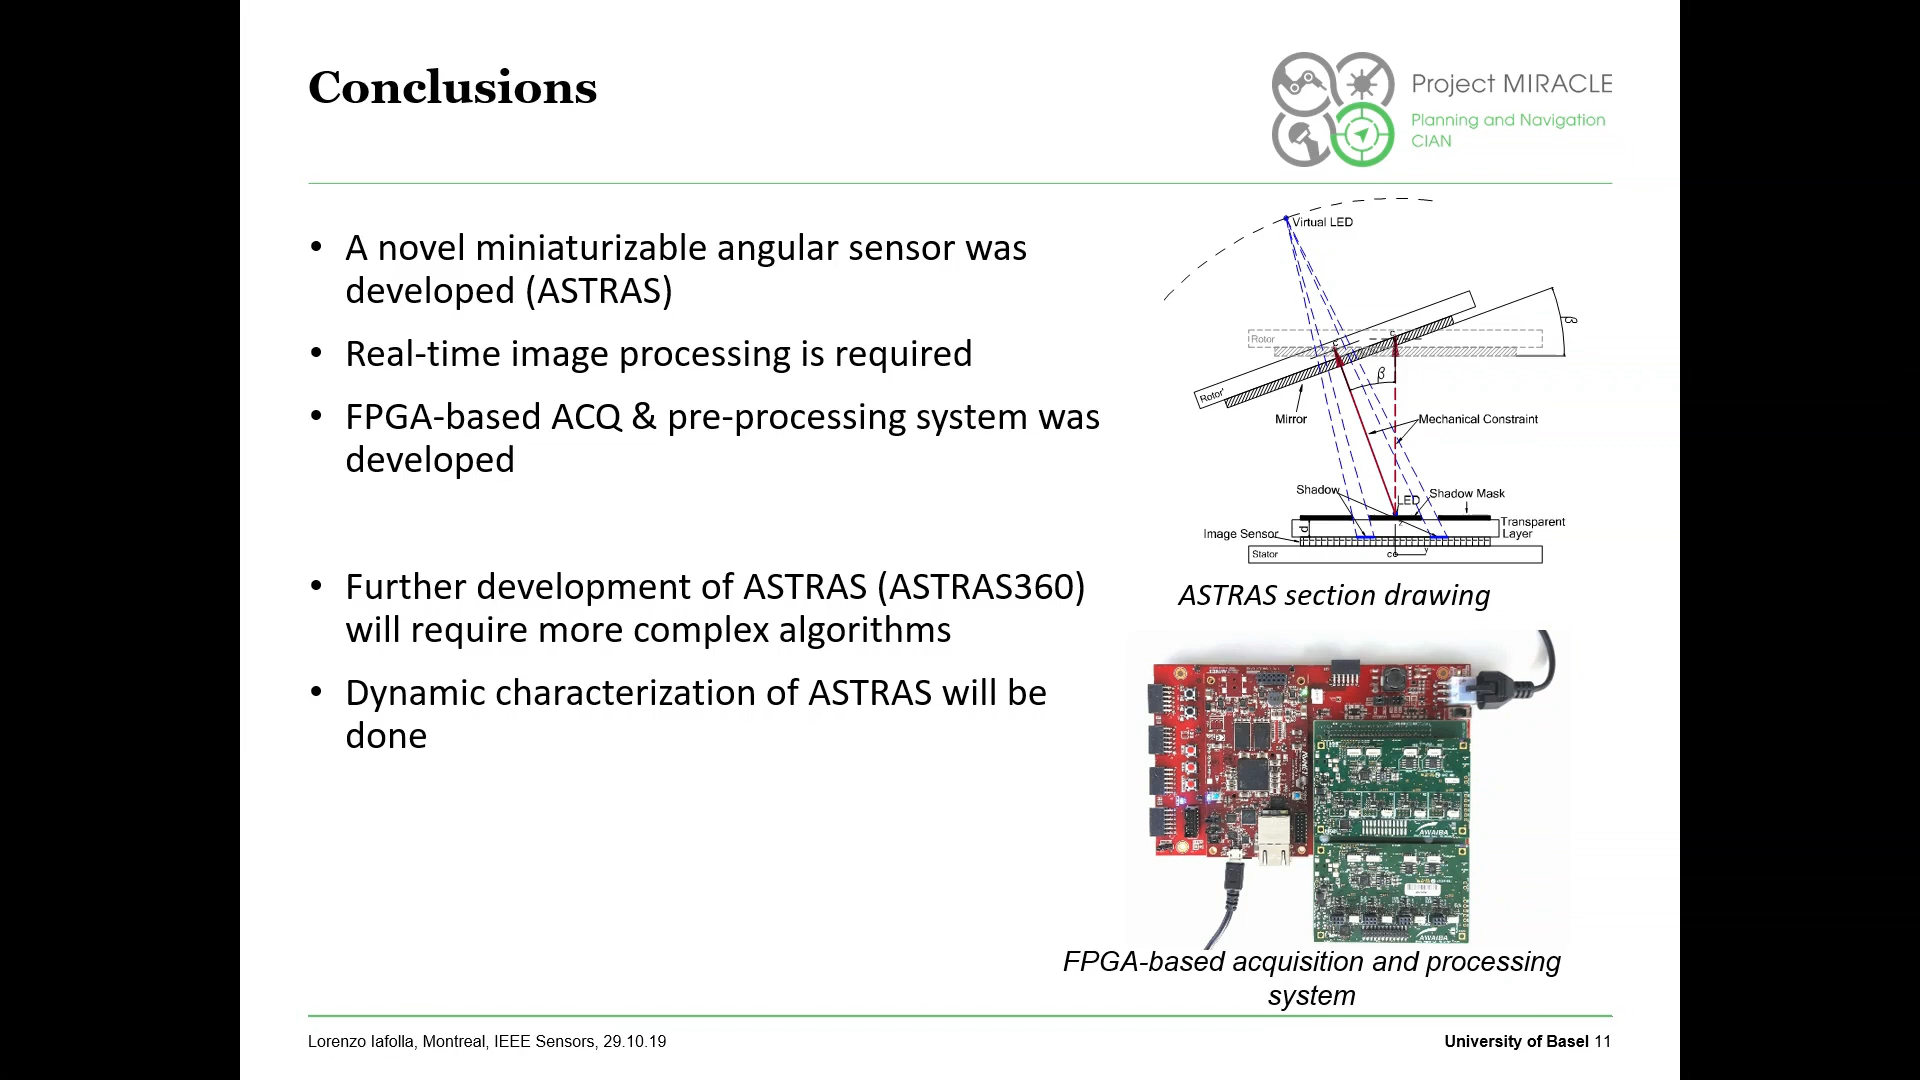 Conclusions
Project MIRACLE
Planning and Navigation
CIAN
• A novel miniaturizable angular sensor was
developed (ASTRAS)
• Real-time image processing is required
• FPGA-based ACQ & pre-processing system was
developed
• Further development of ASTRAS (ASTRAS360)
will require more complex algorithms
• Dynamic characterization of ASTRAS will be
done
Virtual LED
β
Rotor
c
c'
Rotor'
β
Mirror
Mechanical Constraint
Shadow
LED
Shadow Mask
z
d
Transparent
Layer
Image Sensor
Stator
c
y
ASTRAS section drawing
AVNET
AWAIBA
AWAIBA
FPGA-based acquisition and processing
system
Lorenzo Iafolla, Montreal, IEEE Sensors, 29.10.19
University of Basel 11